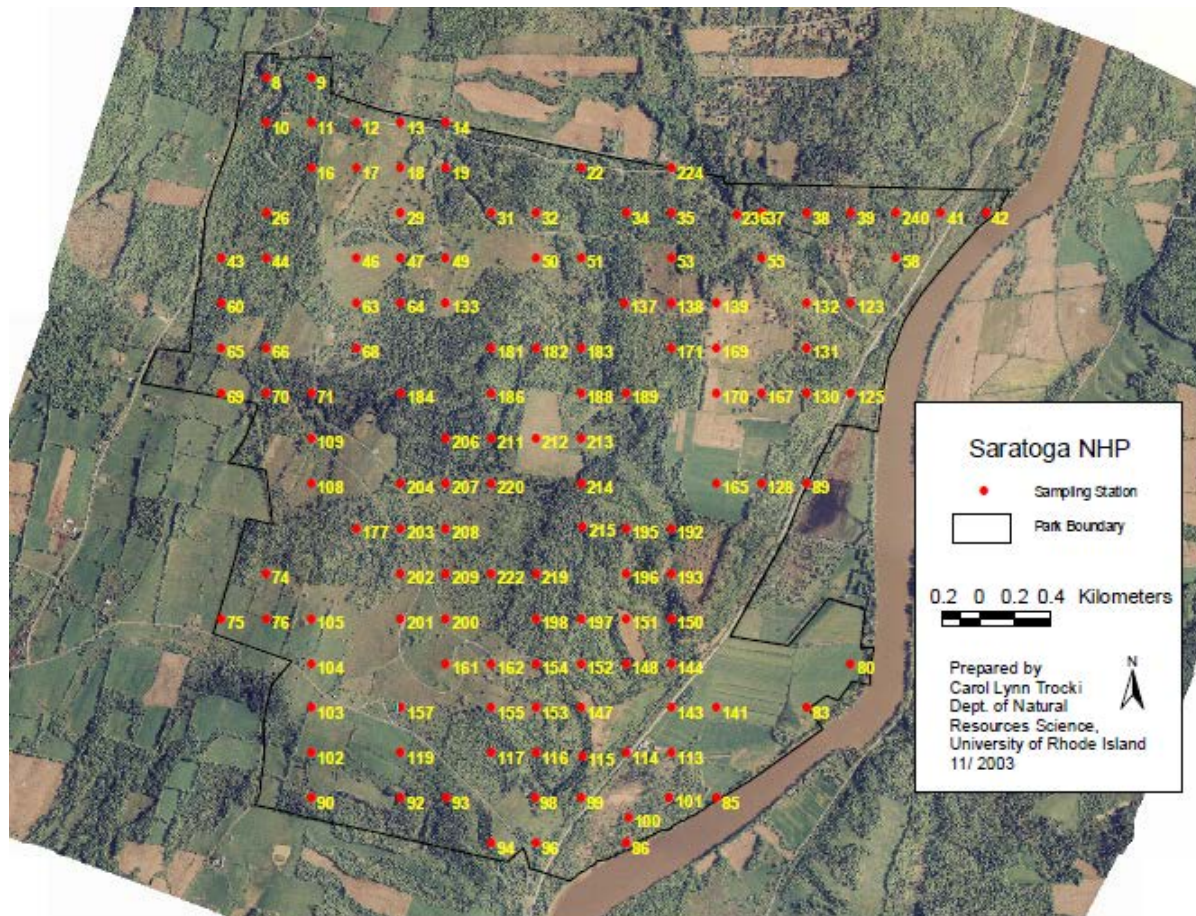 8 9
10 11 12 13 14
16 17 18 19 22 224
26 29 31 32 34 35 236 37 38 39 240 41 42
43 44 46 47 49 50 51 53 55 58
60 63 64 133 137 138 139 132 123
65 66 68 181 182 183 171 169 131
69 70 71 184 186 188 189 170 167 130 125
109 206 211 212 213
108 204 207 220 214 165 128 89
177 203 208 215 195 192
74 202 209 222 219 196 193
75 76 105 201 200 198 197 151 150
104 161 162 154 152 148 144 80
103 157 155 153 147 143 141 83
102 119 117 116 115 114 113
90 92 93 98 99 101 85
100
94 96 86
Saratoga NHP
Sampling Station
Park Boundary
0.2 0 0.2 0.4 Kilometers
Prepared by
Carol Lynn Trocki
Dept. of Natural
Resources Science,
University of Rhode Island
11/ 2003
N